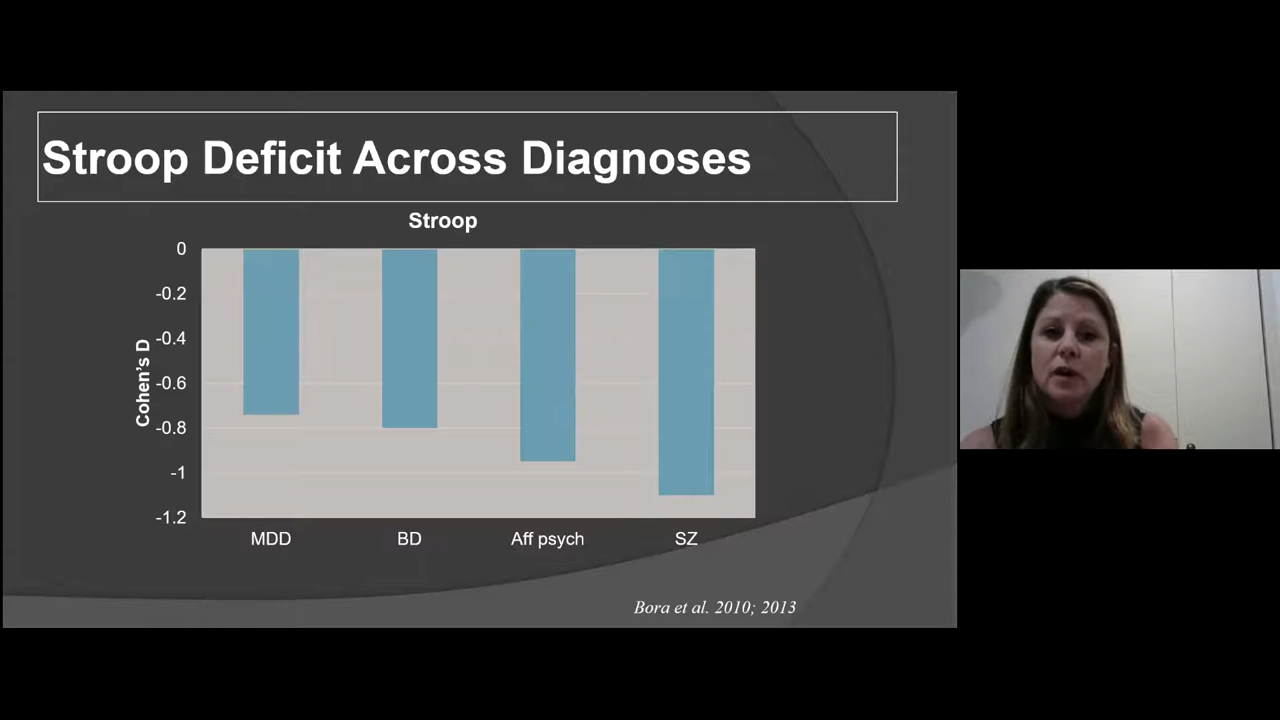 Stroop Deficit Across Diagnoses
Stroop
0
-0.2
-0.4
-0.6
-0.8
-1
-1.2
Cohen's D
MDD BD Aff psych SZ
Bora et al. 2010; 2013